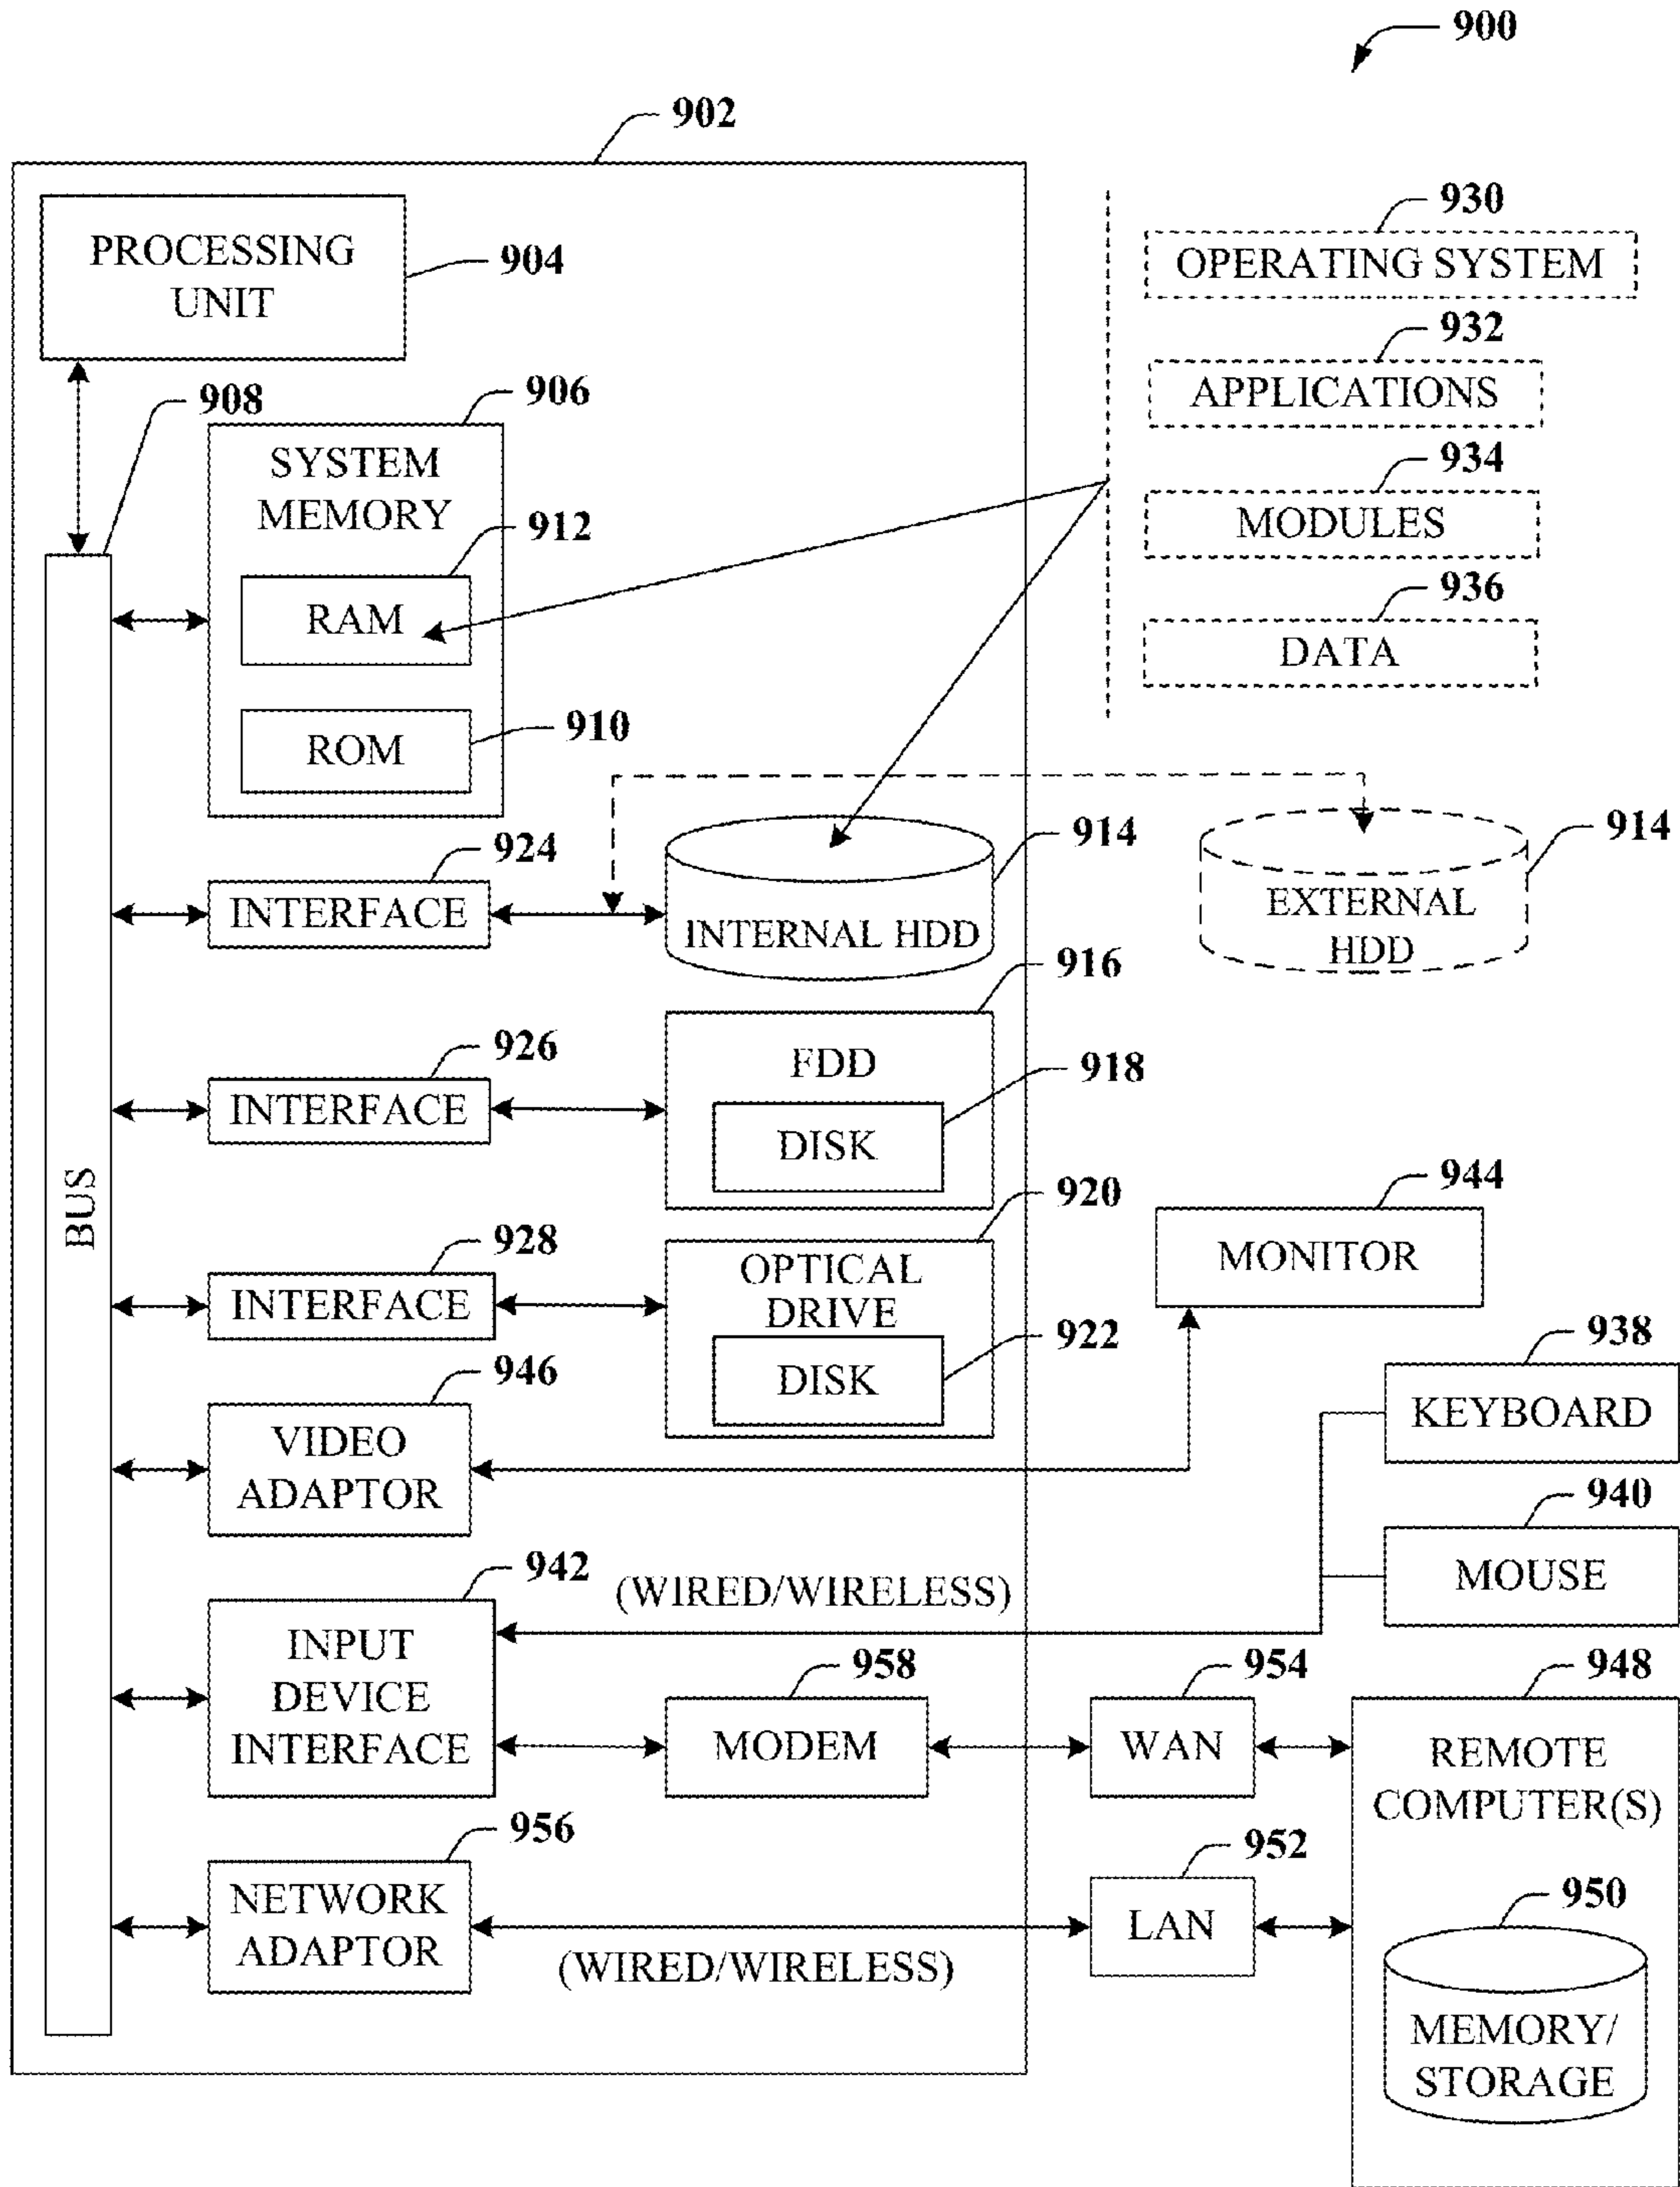 900
902
PROCESSING
UNIT
904
930
OPERATING SYSTEM
932
APPLICATIONS
934
MODULES
936
DATA
908
906
SYSTEM
MEMORY
912
RAM
910
ROM
BUS
924
INTERFACE
914
INTERNAL HDD
914
EXTERNAL
HDD
926
INTERFACE
916
FDD
918
DISK
928
INTERFACE
920
OPTICAL
DRIVE
922
DISK
944
MONITOR
946
VIDEO
ADAPTOR
938
KEYBOARD
940
MOUSE
942
INPUT
DEVICE
INTERFACE
(WIRED/WIRELESS)
958
MODEM
954
WAN
948
REMOTE
COMPUTER(S)
956
NETWORK
ADAPTOR
(WIRED/WIRELESS)
952
LAN
950
MEMORY/
STORAGE